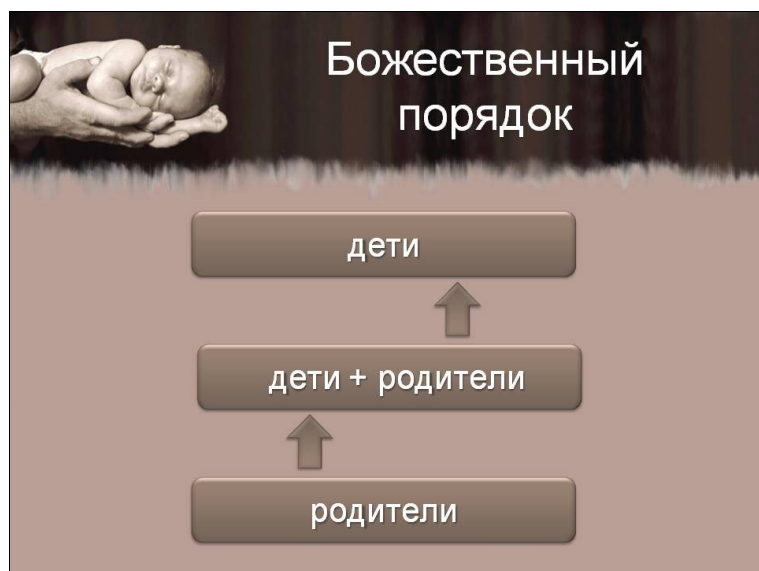 Божественный
порядок
дети
дети + родители
родители